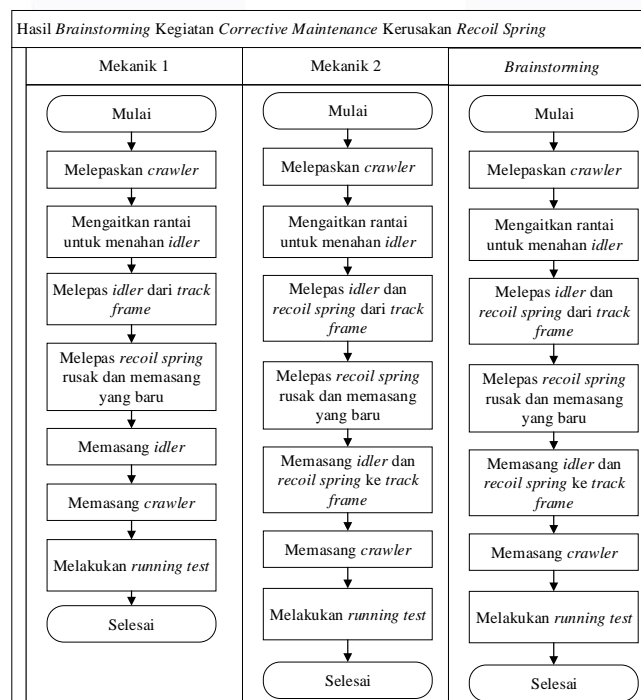 Hasil Brainstorming Kegiatan Corrective Maintenance Kerusakan Recoil Spring
Mekanik 1
Mulai
Melepaskan crawler
Mengaitkan rantai
untuk menahan idler
Melepas idler dari track
frame
Melepas recoil spring
rusak dan memasang
yang baru
Memasang idler
Memasang crawler
Melakukan running test
Selesai
Mekanik 2
Mulai
Melepaskan crawler
Mengaitkan rantai
untuk menahan idler
Melepas idler dan
recoil spring dari track
frame
Melepas recoil spring
rusak dan memasang
yang baru
Memasang idler dan
recoil spring ke track
frame
Memasang crawler
Melakukan running test
Selesai
Brainstorming
Mulai
Melepaskan crawler
Mengaitkan rantai
untuk menahan idler
Melepas idler dan
recoil spring dari track
frame
Melepas recoil spring
rusak dan memasang
yang baru
Memasang idler dan
recoil spring ke track
frame
Memasang crawler
Melakukan running test
Selesai